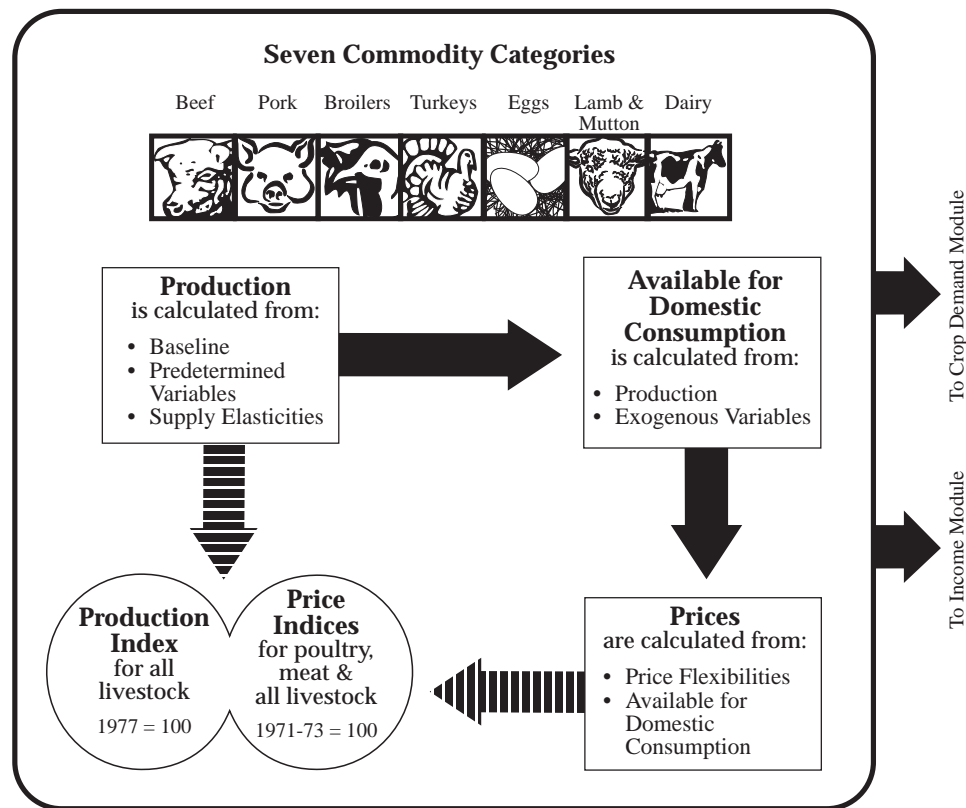 Seven Commodity Categories
Beef
Pork
Broilers
Turkeys
Eggs
Lamb &
Mutton
Dairy
Production
is calculated from:
• Baseline
• Predetermined
Variables
• Supply Elasticities
Available for
Domestic
Consumption
is calculated from:
• Production
• Exogenous Variables
To Crop Demand Module
Production
Index
for all
livestock
1977 = 100
Price
Indices
for poultry,
meat &
all livestock
1971-73 = 100
Prices
are calculated from:
• Price Flexibilities
• Available for
Domestic
Consumption
To Income Module